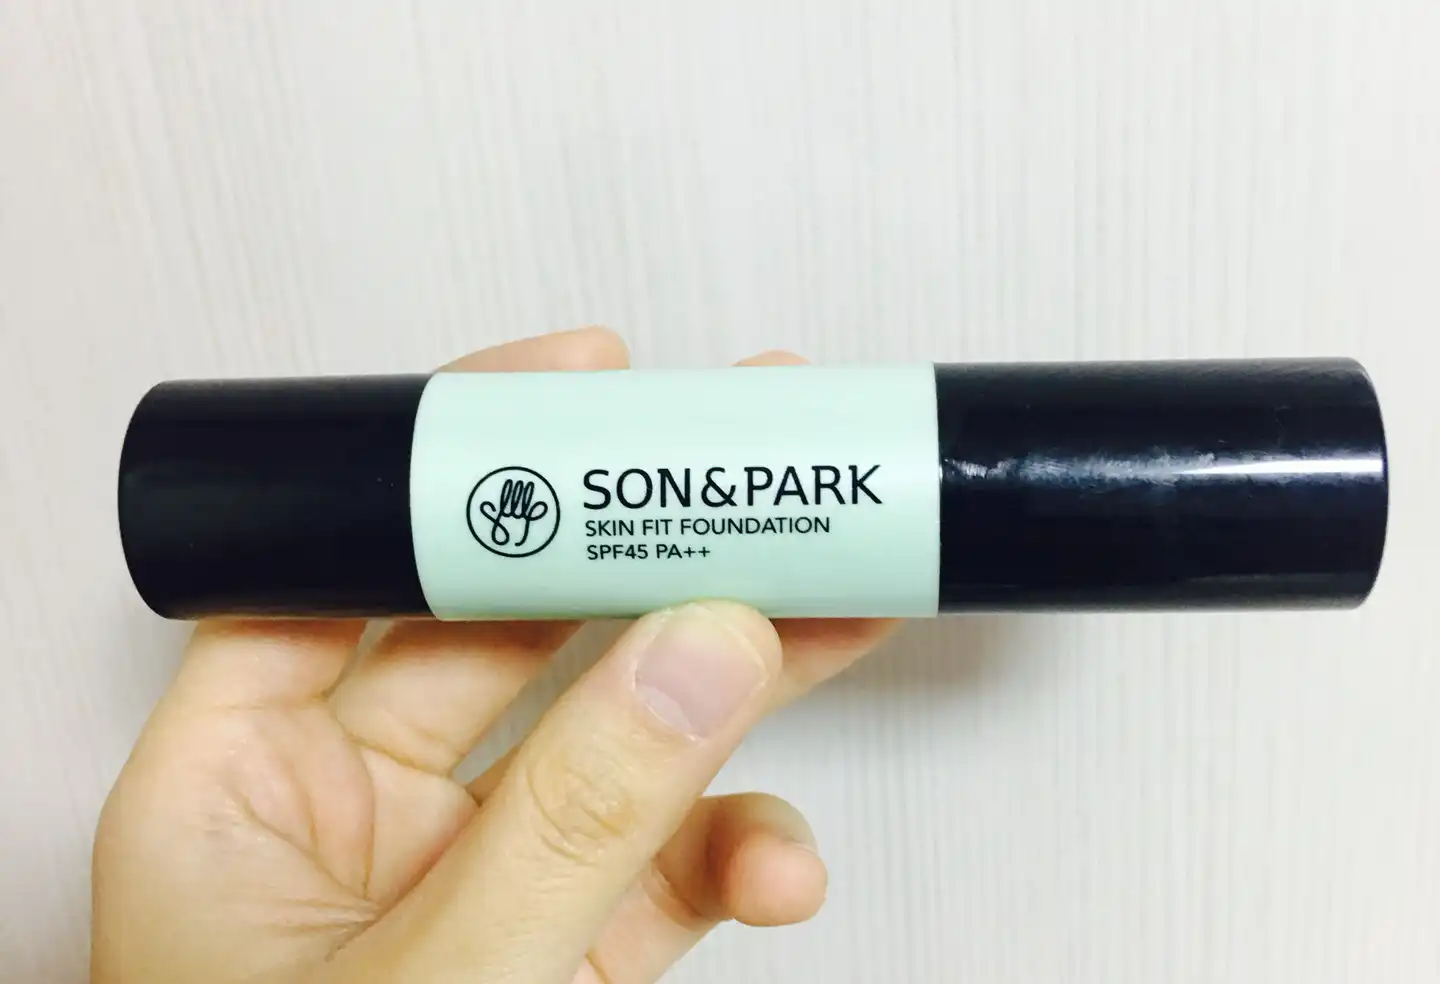 SON&PARK
SKIN FIT FOUNDATION
SPF45 PA++